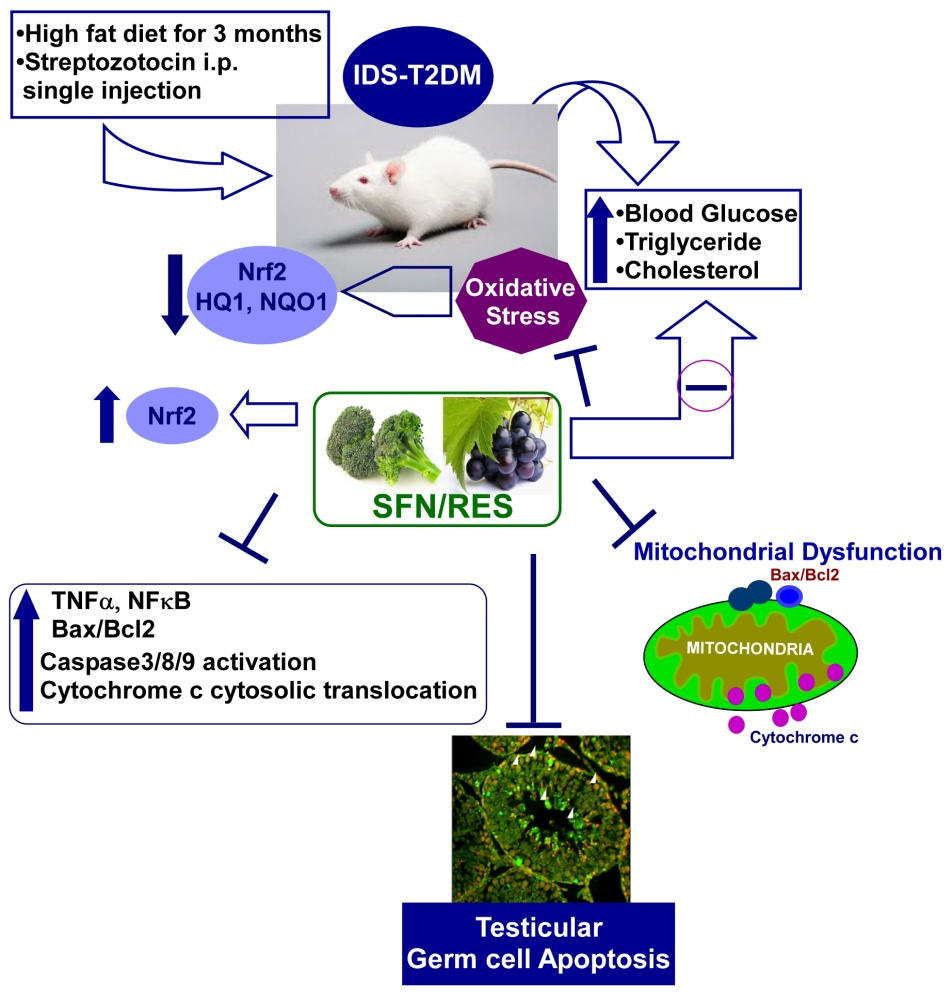 •High fat diet for 3 months
•Streptozotocin i.p.
single injection
IDS-T2DM
•Blood Glucose
•Triglyceride
•Cholesterol
Nrf2
HQ1, NQO1
Oxidative
Stress
Nrf2
SFN/RES
Mitochondrial Dysfunction
Bax/Bcl2
MITOCHONDRIA
Cytochrome c
TNFα, NFκB
Bax/Bcl2
Caspase3/8/9 activation
Cytochrome c cytosolic translocation
Testicular
Germ cell Apoptosis